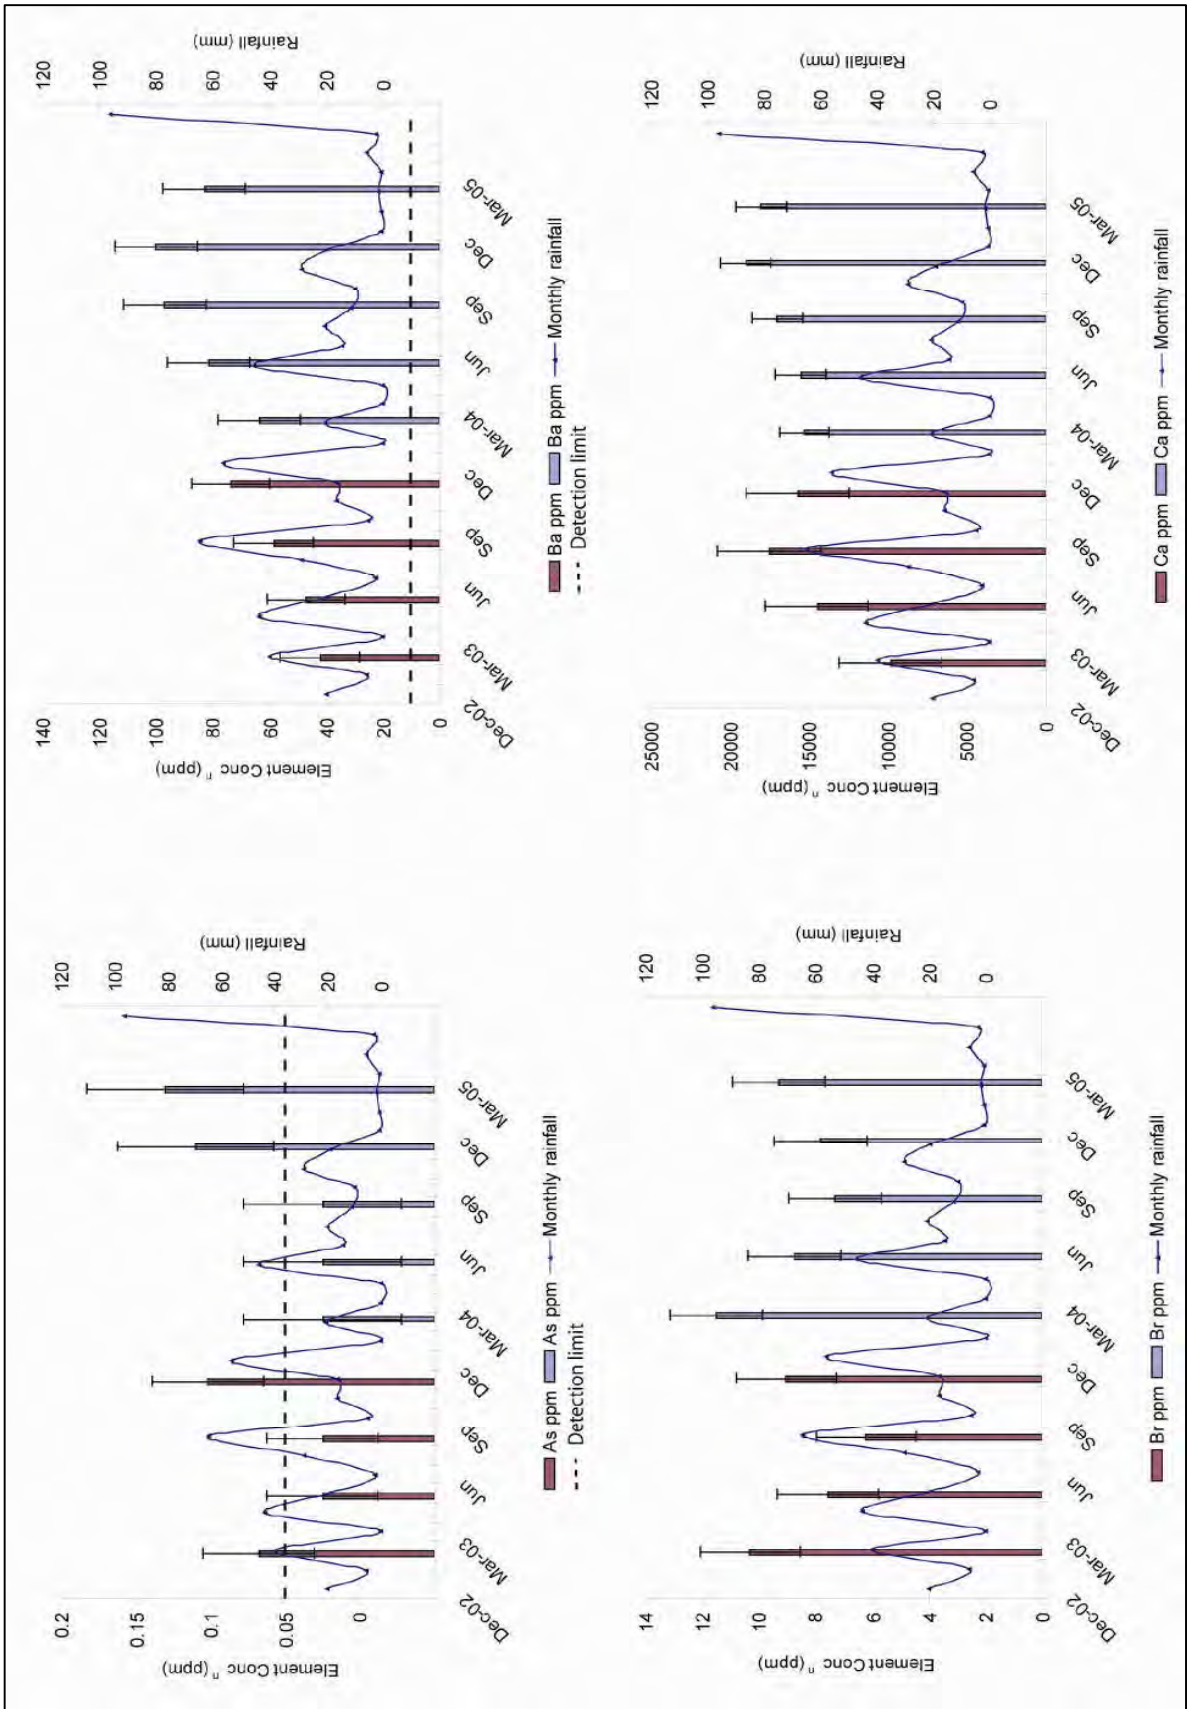 Element Conc n (ppm)
0.2
0.15
0.1
0.05
0
Rainfall (mm)
120
100
80
60
40
20
0
Dec-02
Mar-03
Jun
Sep
Dec
Mar-04
Jun
Sep
Dec
Mar-05
As ppm As ppm Monthly rainfall
Detection limit
Element Conc n (ppm)
140
120
100
80
60
40
20
0
Rainfall (mm)
120
100
80
60
40
20
0
Dec-02
Mar-03
Jun
Sep
Dec
Mar-04
Jun
Sep
Dec
Mar-05
Ba ppm Ba ppm Monthly rainfall
Detection limit
Element Conc n (ppm)
14
12
10
8
6
4
2
0
Rainfall (mm)
120
100
80
60
40
20
0
Dec-02
Mar-03
Jun
Sep
Dec
Mar-04
Jun
Sep
Dec
Mar-05
Br ppm Br ppm Monthly rainfall
Element Conc n (ppm)
25000
20000
15000
10000
5000
0
Rainfall (mm)
120
100
80
60
40
20
0
Dec-02
Mar-03
Jun
Sep
Dec
Mar-04
Jun
Sep
Dec
Mar-05
Ca ppm Ca ppm Monthly rainfall